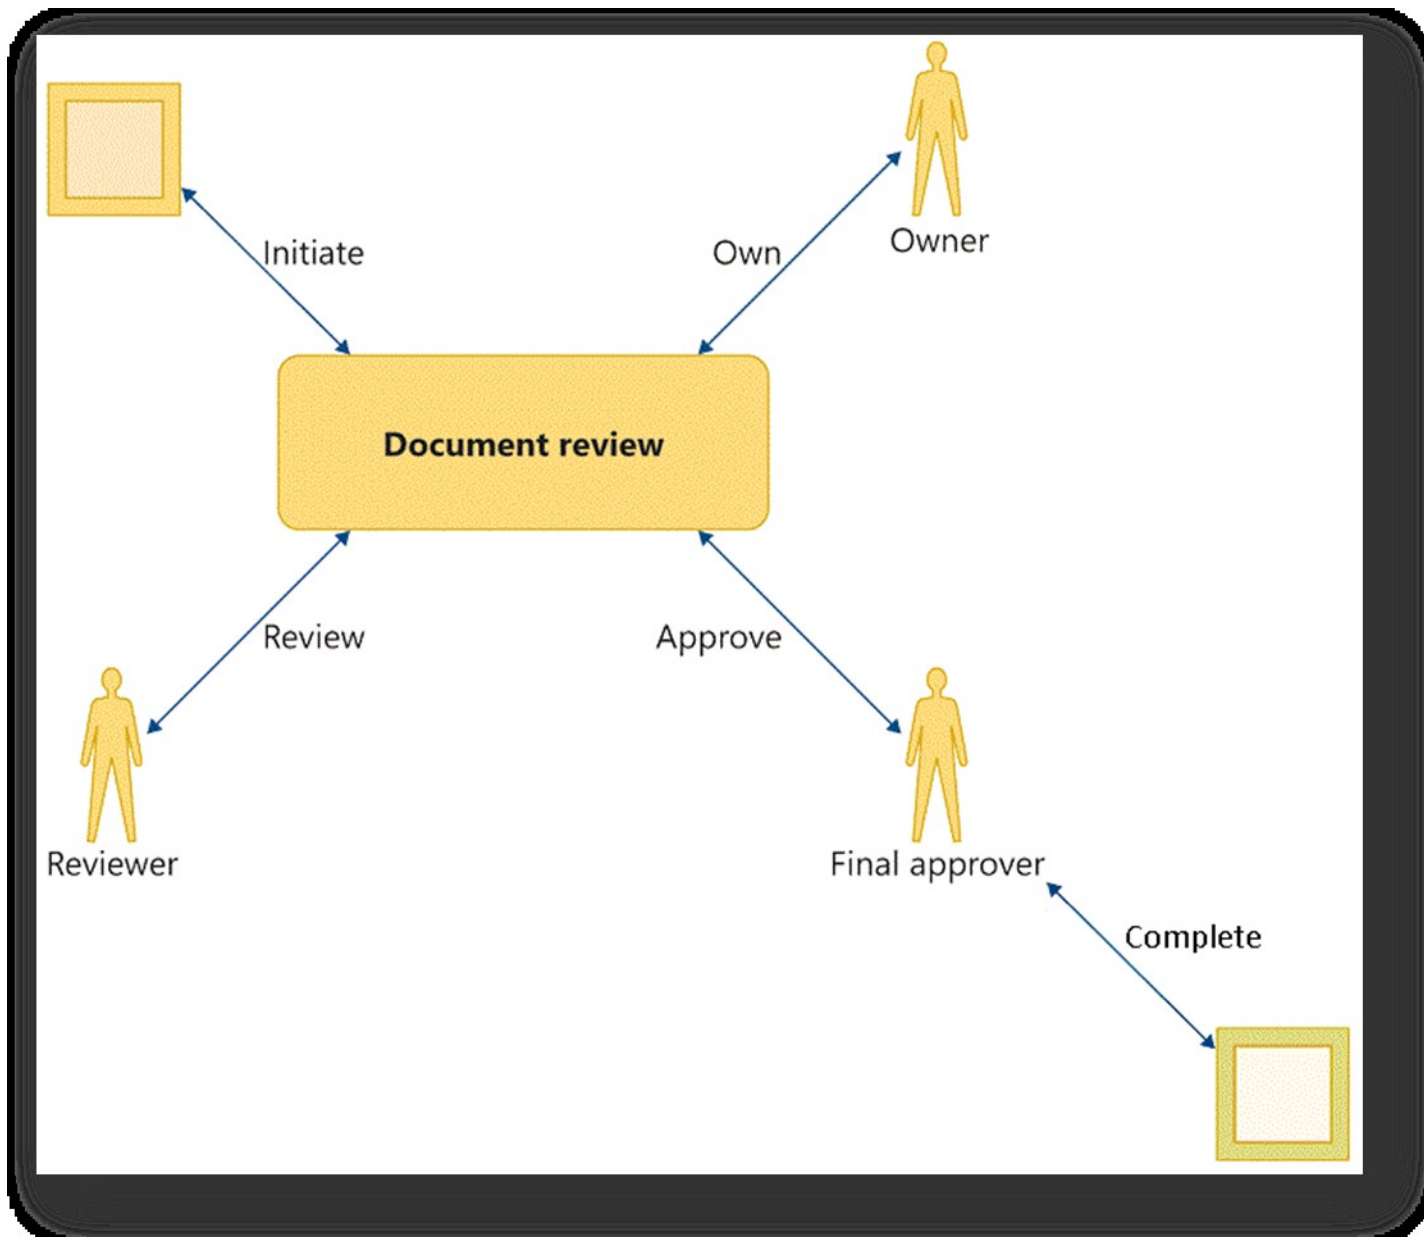 Owner
Initiate
Own
Document review
Review
Approve
Reviewer
Final approver
Complete